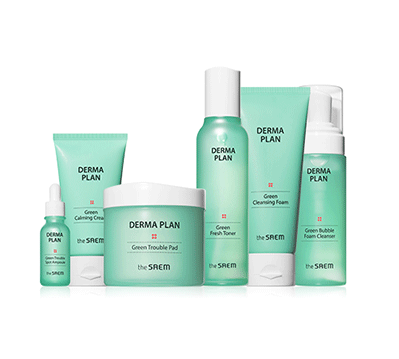 DERMA
PLAN
Green Trouble
Spot Ampoule
the SAEM
DERMA
PLAN
Green
Calming Cream
the SAEM
DERMA PLAN
Green Trouble Pad
the SAEM
DERMA
PLAN
Green
Fresh Toner
the SAEM
DERMA
PLAN
Green
Cleansing Foam
the SAEM
DERMA
PLAN
Green Bubble
Foam Cleanser
the SAEM